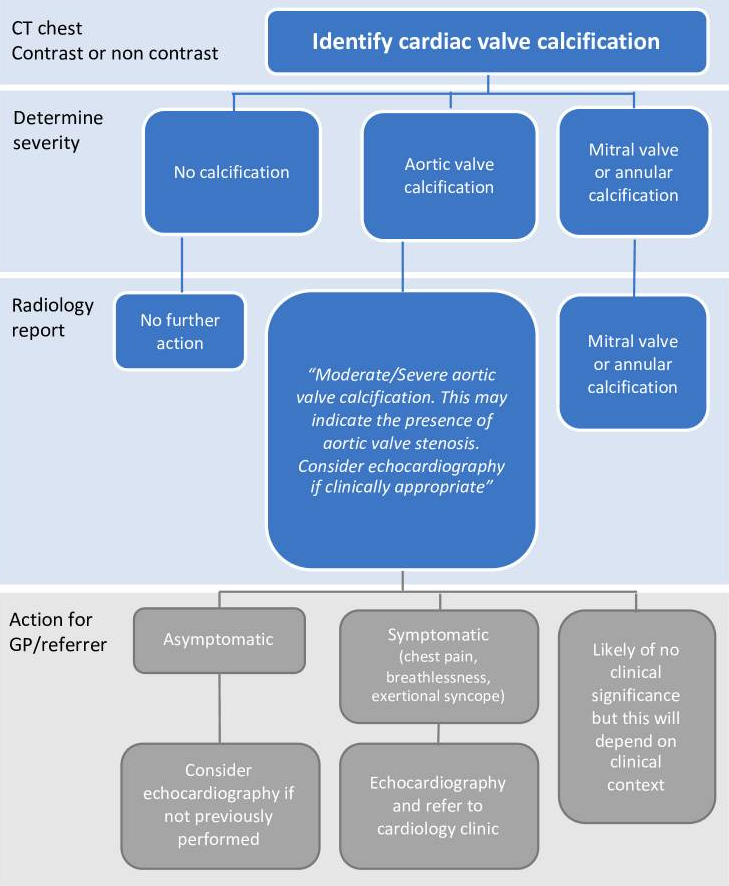 CT chest
Contrast or non contrast
Identify cardiac valve calcification
Determine
severity
No calcification
Aortic valve
calcification
Mitral valve
or annular
calcification
Radiology
report
No further
action
“Moderate/Severe aortic
valve calcification. This may
indicate the presence of
aortic valve stenosis.
Consider echocardiography
if clinically appropriate”
Mitral valve
or annular
calcification
Action for
GP/referrer
Asymptomatic
Symptomatic
(chest pain,
breathlessness,
exertional syncope)
Likely of no
clinical
significance
but this will
depend on
clinical
context
Consider
echocardiography if
not previously
performed
Echocardiography
and refer to
cardiology clinic